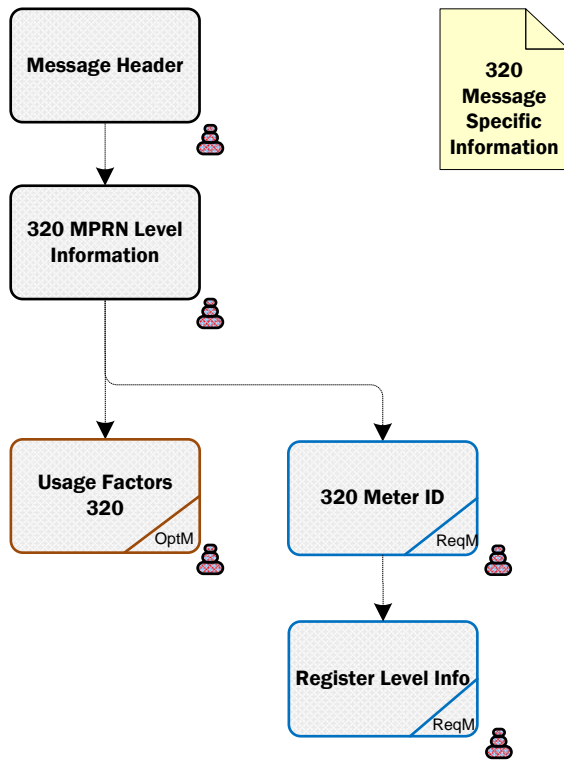 Message Header
320
Message
Specific
Information
320 MPRN Level
Information
Usage Factors
320
OptM
320 Meter ID
ReqM
Register Level Info
ReqM